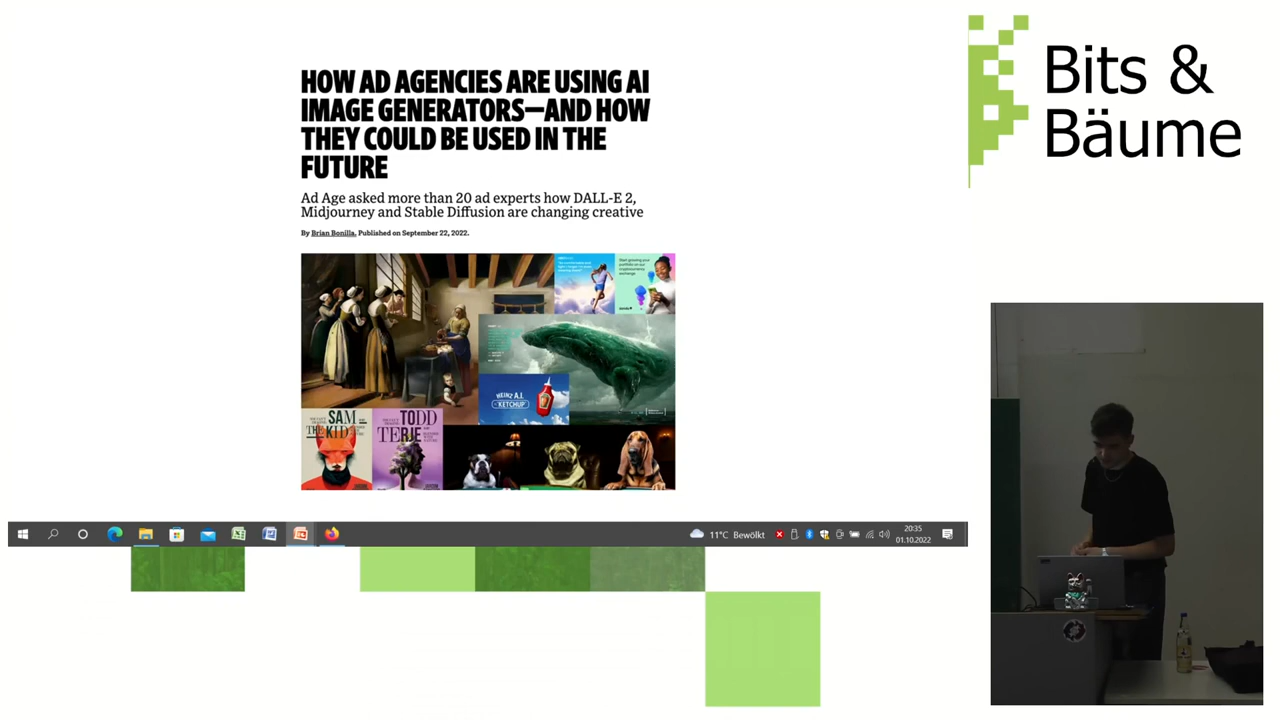 HOW AD AGENCIES ARE USING AI
IMAGE GENERATORS—AND HOW
THEY COULD BE USED IN THE
FUTURE
Ad Age asked more than 20 ad experts how DALL-E 2,
Midjourney and Stable Diffusion are changing creative
By Brian Bonilla. Published on September 22, 2022.
HEINZ A.I.
"KETCHUP"
SAM
THE KID
TODD
TERJE
11°C Bewölkt
20:35
01.10.2022
Bits &
Bäume